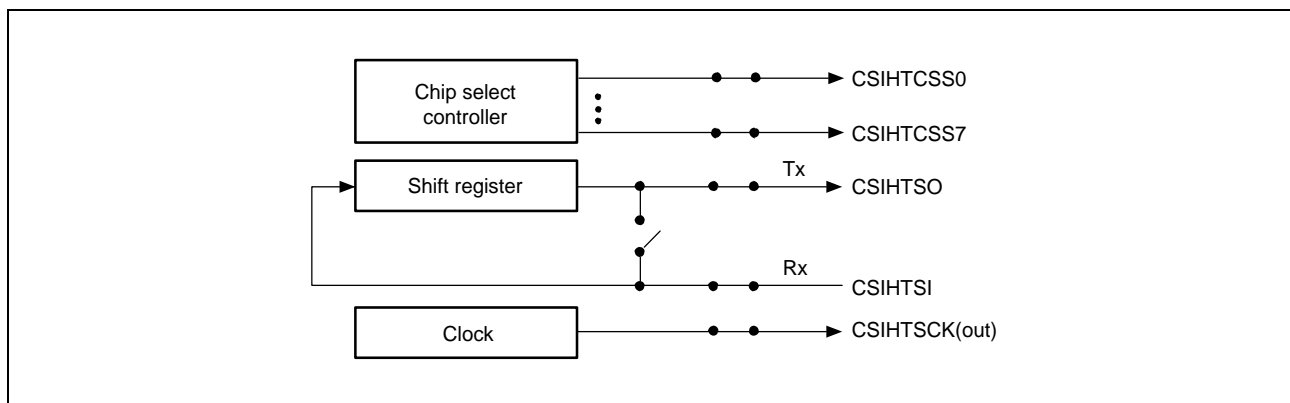 Chip select
controller
CSIHTCSS0
CSIHTCSS7
Shift register
Tx
CSIHTSO
Rx
CSIHTSI
Clock
CSIHTSCK(out)